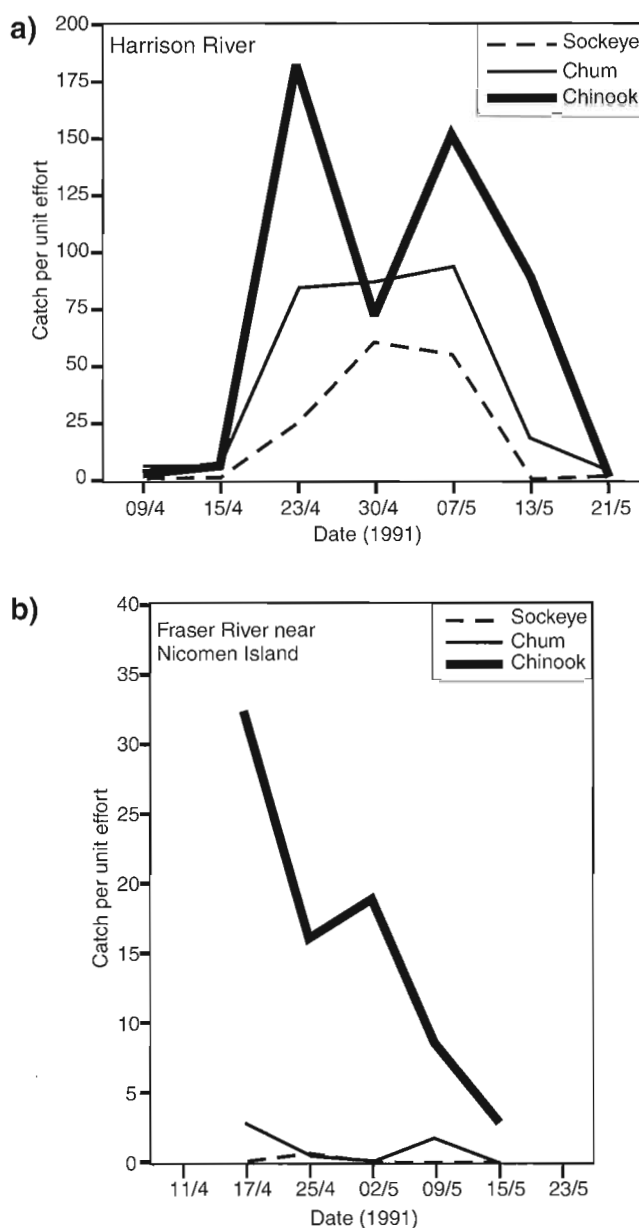 a)
Harrison River
Sockeye
Chum
Chinook
200
175
150
125
100
75
50
25
0
Catch per unit effort
09/4 15/4 23/4 30/4 07/5 13/5 21/5
Date (1991)
b)
Fraser River near
Nicomen Island
Sockeye
Chum
Chinook
40
35
30
25
20
15
10
5
0
Catch per unit effort
11/4 17/4 25/4 02/5 09/5 15/5 23/5
Date (1991)